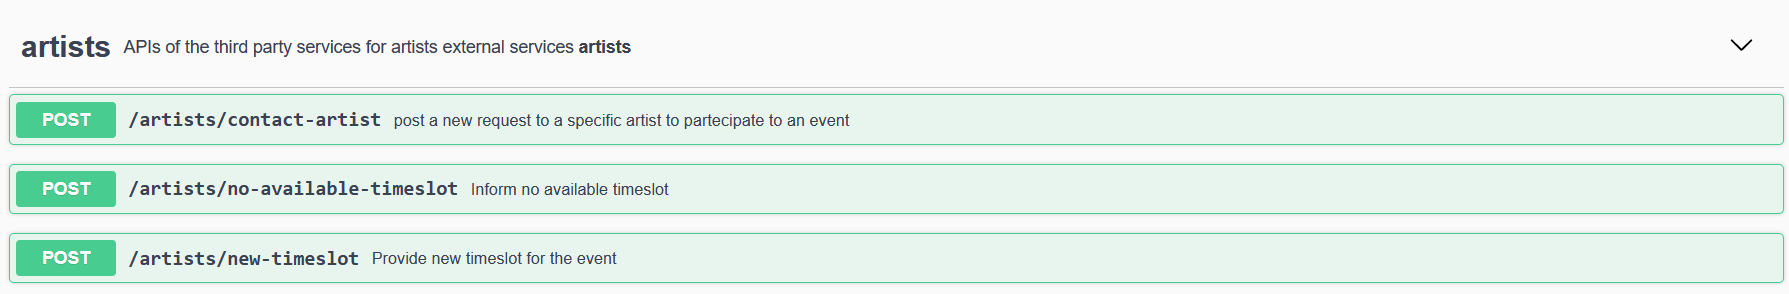 artists APIs of the third party services for artists external services artists
POST /artists/contact-artist post a new request to a specific artist to partecipate to an event
POST /artists/no-available-timeslot Inform no available timeslot
POST /artists/new-timeslot Provide new timeslot for the event